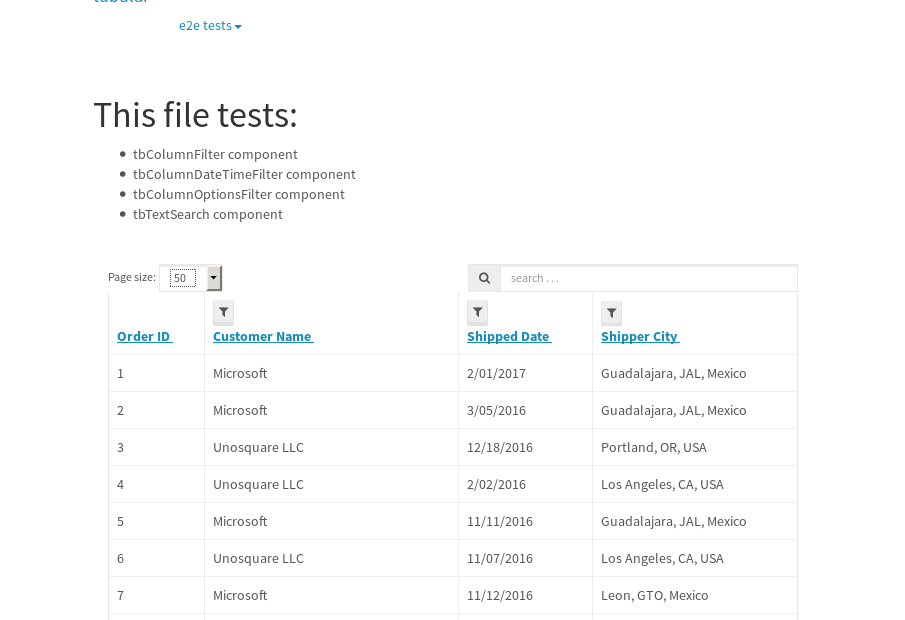 tabular
e2e tests
This file tests:
tbColumnFilter component
tbColumnDateTimeFilter component
tbColumnOptionsFilter component
tbTextSearch component
Page size: 50 search . . .
Order ID Customer Name Shipped Date Shipper City
1 Microsoft 2/01/2017 Guadalajara, JAL, Mexico
2 Microsoft 3/05/2016 Guadalajara, JAL, Mexico
3 Unosquare LLC 12/18/2016 Portland, OR, USA
4 Unosquare LLC 2/02/2016 Los Angeles, CA, USA
5 Microsoft 11/11/2016 Guadalajara, JAL, Mexico
6 Unosquare LLC 11/07/2016 Los Angeles, CA, USA
7 Microsoft 11/12/2016 Leon, GTO, Mexico